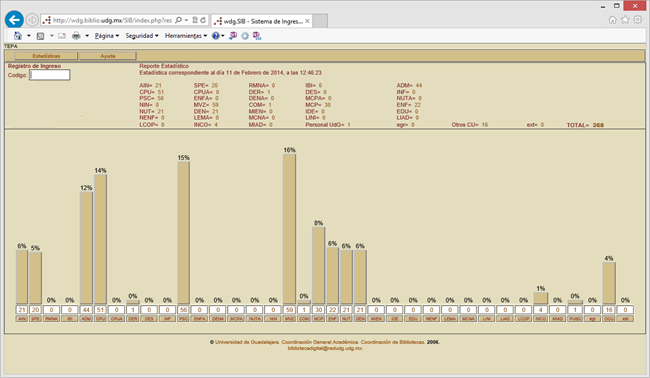 http://wdg.biblio.udg.mx/SIB/index.php?res
wdg.SIB - Sistema de Ingres...
Página Seguridad Herramientas
TEPA
Estadísticas Ayuda
Registro de Ingreso
Codigo:
Reporte Estadístico
Estadística correspondiente al día 11 de Febrero de 2014, a las 12:46:23
AIN= 21 SPE= 20 RMNA= 0 IBI= 0 ADM= 44
CPU= 51 CPUA= 0 DER= 1 DES= 0 INF= 0
PSC= 56 ENFA= 0 DENA= 0 MCPA= 0 NUTA= 0
NIN= 0 MVZ= 59 COM= 1 MCP= 30 ENF= 22
NUT= 21 DEN= 21 MIEN= 0 IDE= 0 EDU= 0
NENF= 0 LEMA= 0 MCNA= 0 LINI= 0 LIAD= 0
LCOP= 0 INCO= 4 MIAD= 0 Personal UdG= 1 egr= 0 Otros CU= 16 ext= 0 TOTAL= 368
6% 5% 0% 0% 12% 14% 0% 0% 0% 0% 15% 0% 0% 0% 0% 0% 16% 0% 8% 6% 6% 6% 0% 0% 0% 0% 0% 0% 0% 0% 0% 1% 0% 0% 0% 4% 0%
21 20 0 0 44 51 0 1 0 0 56 0 0 0 0 0 59 1 30 22 21 21 0 0 0 0 0 0 0 0 0 4 0 1 0 16 0
AIN SPE RMNA IBI ADM CPU CPUA DER DES INF PSC ENFA DENA MCPA NUTA NIN MVZ COM MCP ENF NUT DEN MIEN IDE EDU NENF LEMA MCNA LINI LIAD LCOP INCO MIAD PUDG egr OCU ext
© Universidad de Guadalajara. Coordinación General Académica. Coordinación de Bibliotecas. 2006.
bibliotecadigital@redudg.udg.mx